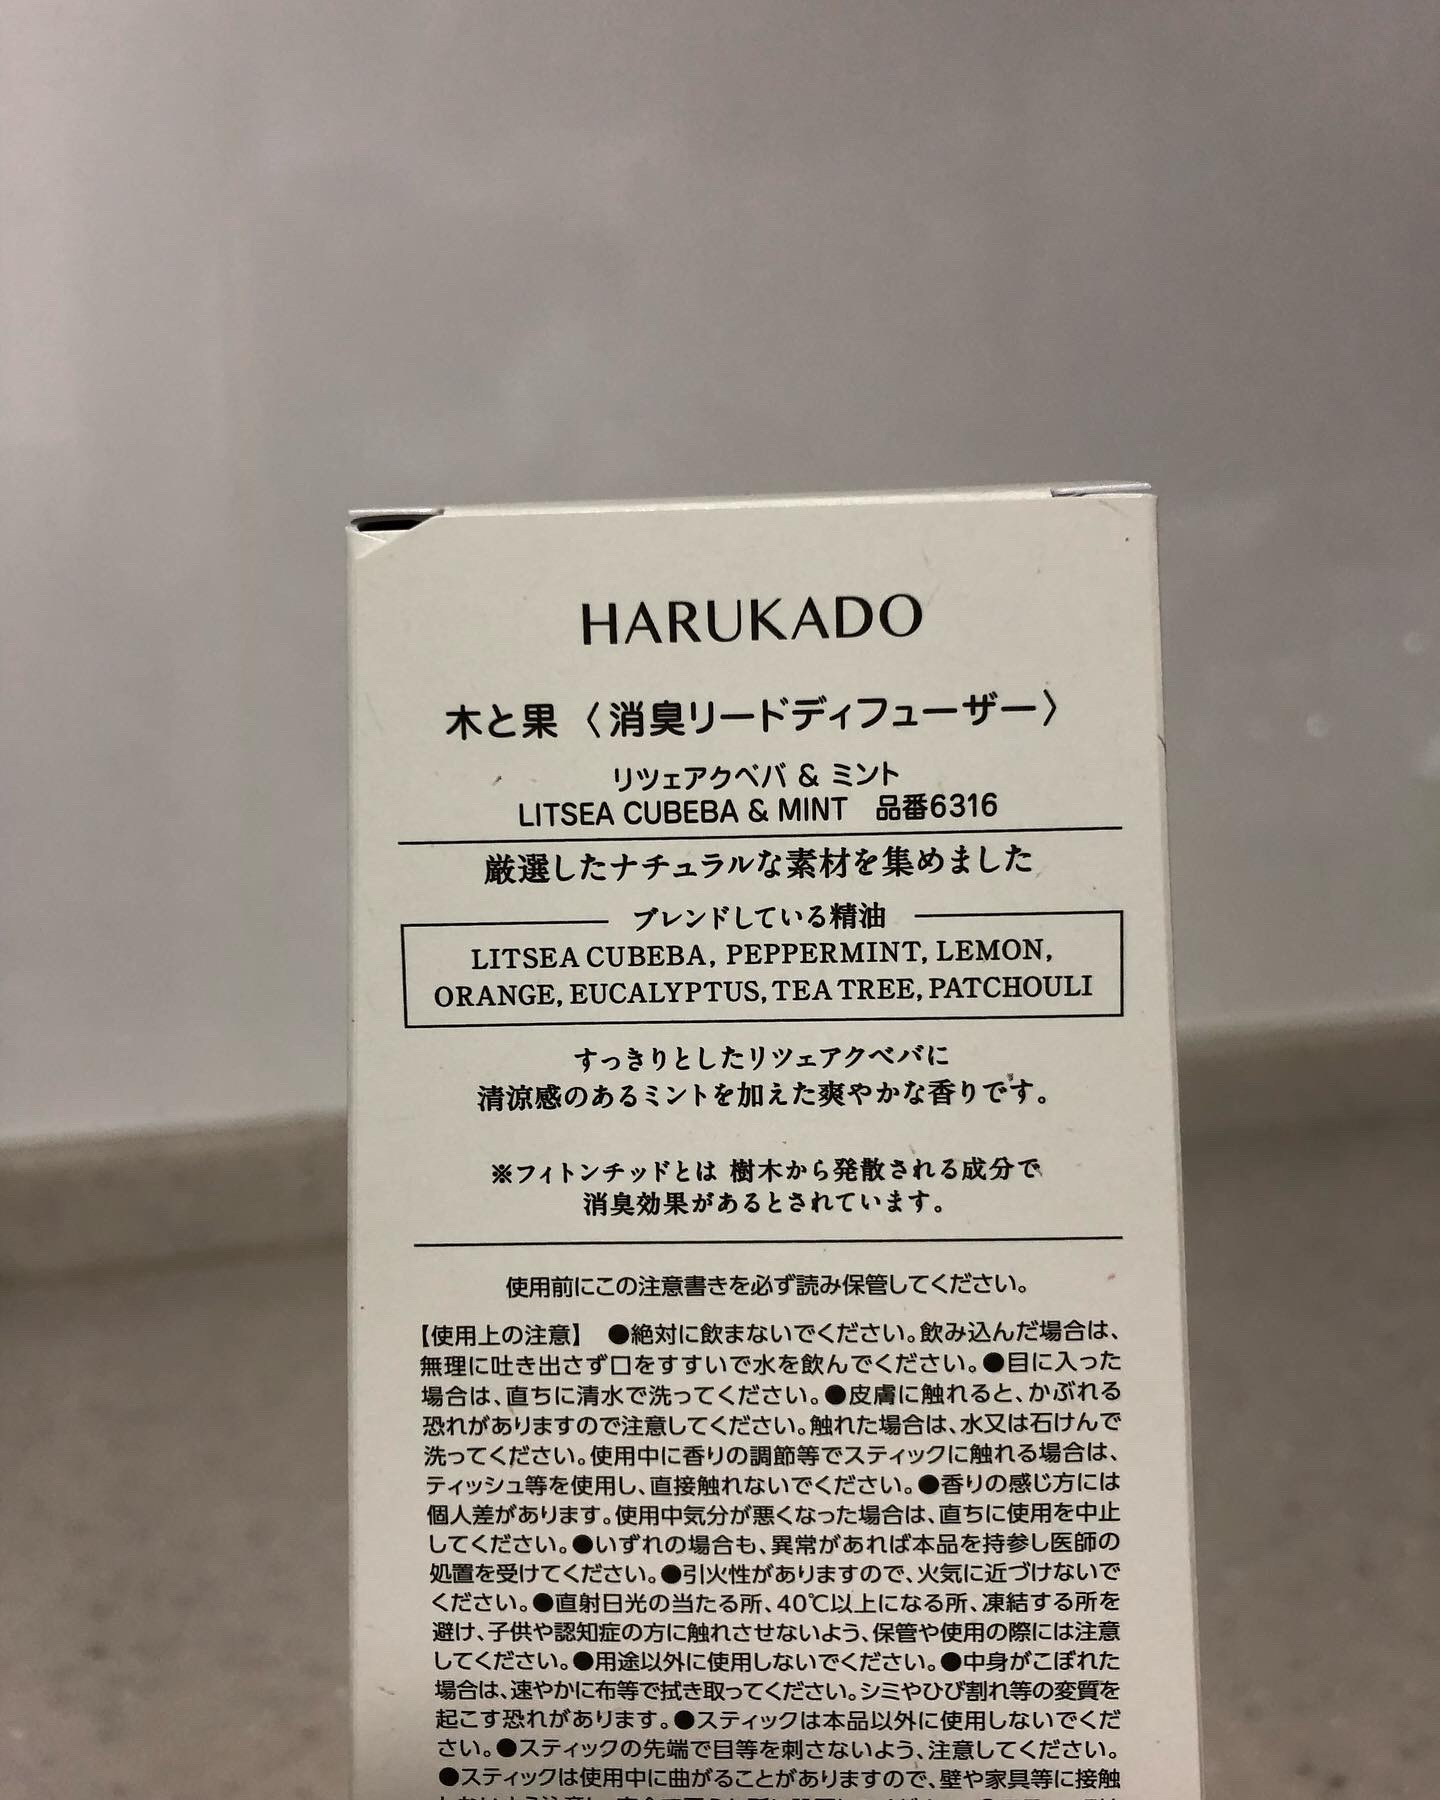 HARUKADO
木と果〈消臭リードディフューザー〉
リツェアクベバ & ミント
LITSEA CUBEBA & MINT 品番6316
厳選したナチュラルな素材を集めました
ブレンドしている精油
LITSEA CUBEBA, PEPPERMINT, LEMON,
ORANGE, EUCALYPTUS, TEA TREE, PATCHOULI
すっきりとしたリツェアクベバに
清涼感のあるミントを加えた爽やかな香りです。
※フィトンチッドとは 樹木から発散される成分で
消臭効果があるとされています。
使用前にこの注意書きを必ず読み保管してください。
【使用上の注意】 ●絶対に飲まないでください。飲み込んだ場合は、
無理に吐き出さず口をすすいで水を飲んでください。●目に入った
場合は、直ちに清水で洗ってください。●皮膚に触れると、かぶれる
恐れがありますので注意してください。触れた場合は、水又は石けんで
洗ってください。使用中に香りの調節等でスティックに触れる場合は、
ティッシュ等を使用し、直接触れないでください。●香りの感じ方には
個人差があります。使用中気分が悪くなった場合は、直ちに使用を中止
してください。●いずれの場合も、異常があれば本品を持参し医師の
処置を受けてください。●引火性がありますので、火気に近づけないで
ください。●直射日光の当たる所、40℃以上になる所、凍結する所を
避け、子供や認知症の方に触れさせないよう、保管や使用の際には注意
してください。●用途以外に使用しないでください。●中身がこぼれた
場合は、速やかに布等で拭き取ってください。シミやひび割れ等の変質を
起こす恐れがあります。●スティックは本品以外に使用しないでくだ
さい。●スティックの先端で目等を刺さないよう、注意してください。
●スティックは使用中に曲がることがありますので、壁や家具等に接触